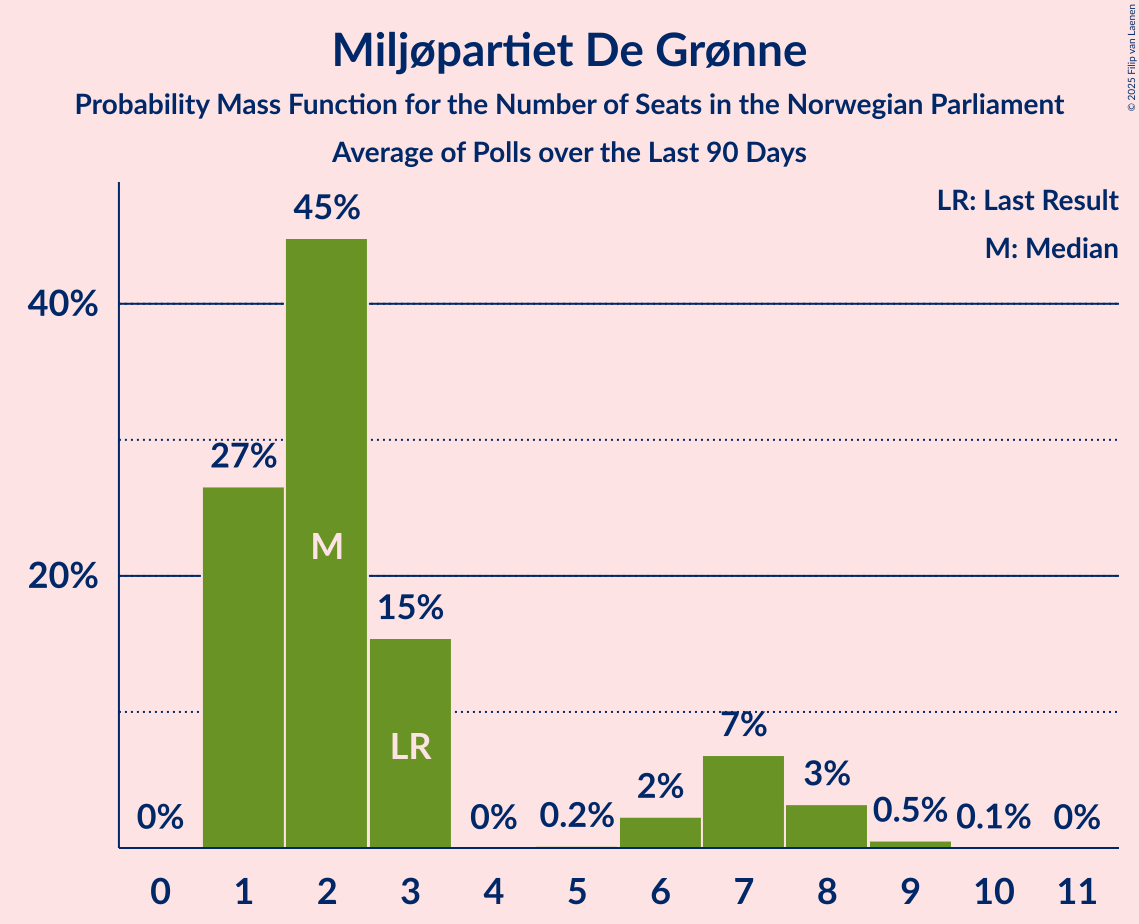 Miljøpartiet De Grønne
Probability Mass Function for the Number of Seats in the Norwegian Parliament
Average of Polls over the Last 90 Days
© 2025 Filip van Laenen
LR: Last Result
M: Median
40%
20%
0%
27%
45%
M
15%
LR
0%
0.2%
2%
7%
3%
0.5%
0.1%
0%
0 1 2 3 4 5 6 7 8 9 10 11